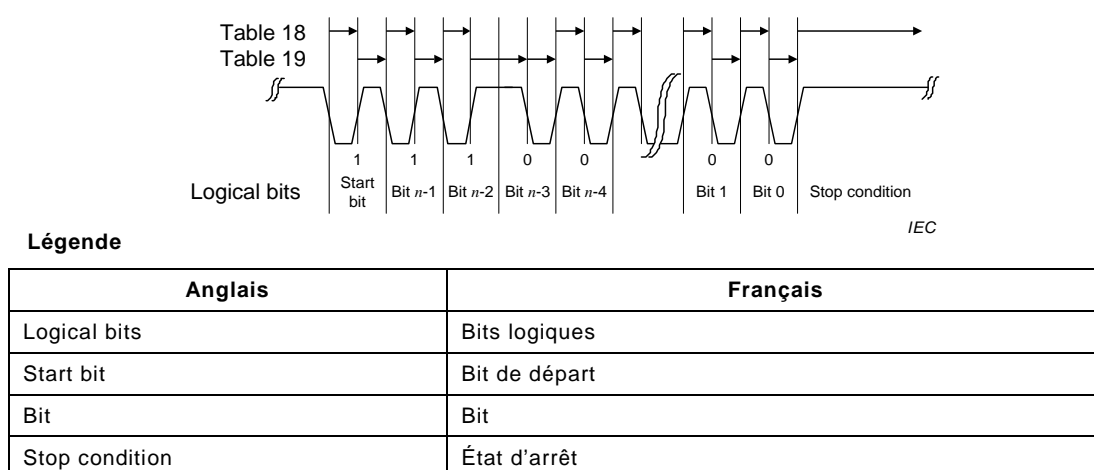 Table 18
Table 19
1 1 1 0 0 0 0
Logical bits Start bit Bit n-1 Bit n-2 Bit n-3 Bit n-4 Bit 1 Bit 0 Stop condition
IEC
Légende
Anglais Français
Logical bits Bits logiques
Start bit Bit de départ
Bit Bit
Stop condition État d'arrêt